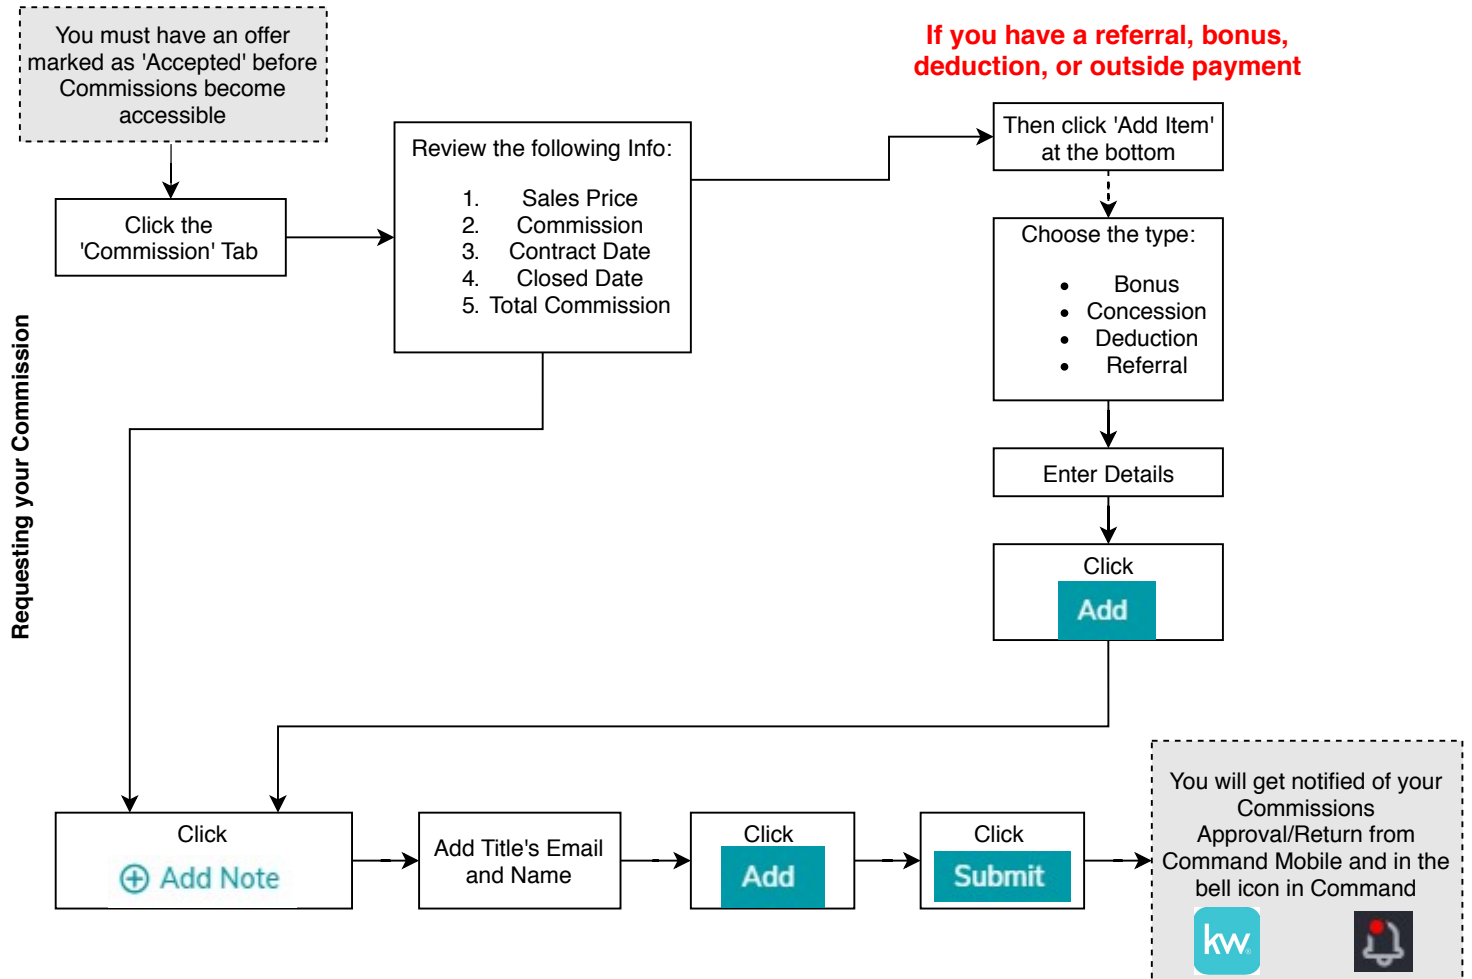 You must have an offer
marked as 'Accepted' before
Commissions become
accessible
Click the
'Commission' Tab
Review the following Info:
1. Sales Price
2. Commission
3. Contract Date
4. Closed Date
5. Total Commission
If you have a referral, bonus,
deduction, or outside payment
Then click 'Add Item'
at the bottom
Choose the type:
• Bonus
• Concession
• Deduction
• Referral
Enter Details
Click
Add
Requesting your Commission
Click
Add Note
Add Title's Email
and Name
Click
Add
Click
Submit
You will get notified of your
Commissions
Approval/Return from
Command Mobile and in the
bell icon in Command
kw